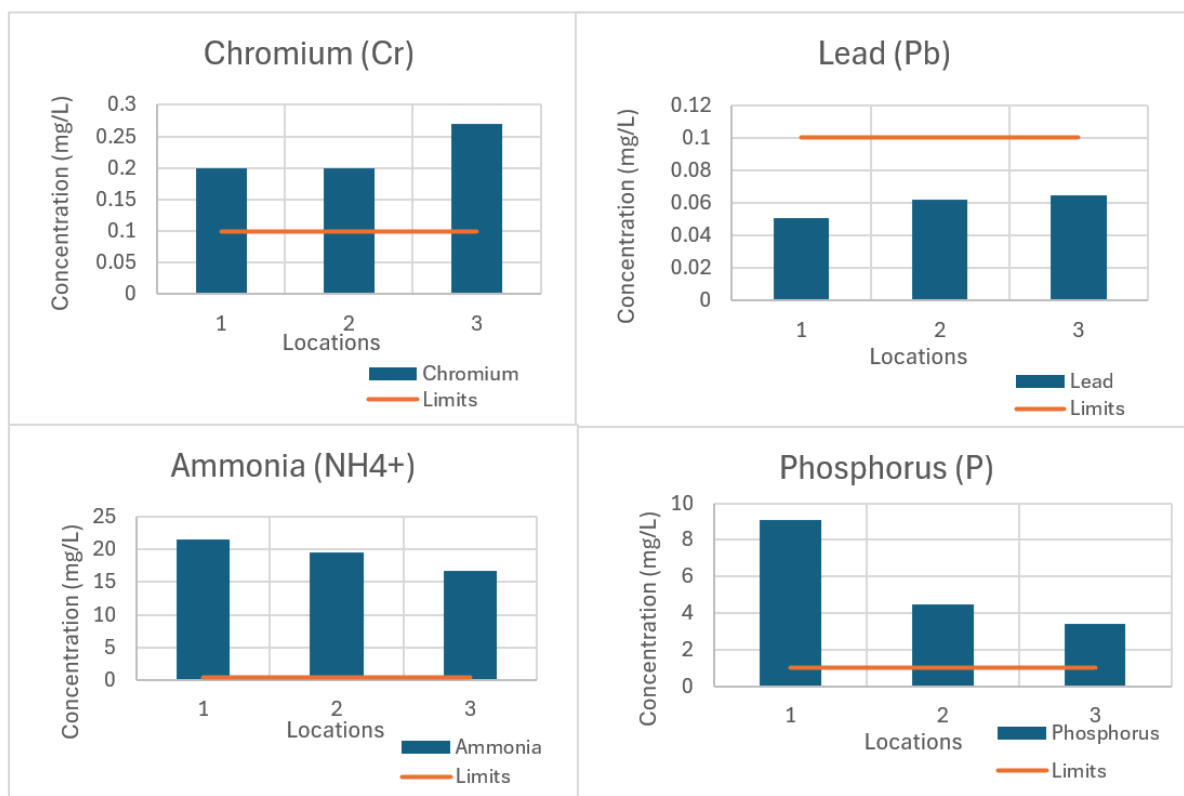 Chromium (Cr)
Concentration (mg/L)
0.3
0.25
0.2
0.15
0.1
0.05
0
1 2 3
Locations
Chromium
Limits
Lead (Pb)
Concentration (mg/L)
0.12
0.1
0.08
0.06
0.04
0.02
0
1 2 3
Locations
Lead
Limits
Ammonia (NH4+)
Concentration (mg/L)
25
20
15
10
5
0
1 2 3
Locations
Ammonia
Limits
Phosphorus (P)
Concentration (mg/L)
10
8
6
4
2
0
1 2 3
Locations
Phosphorus
Limits